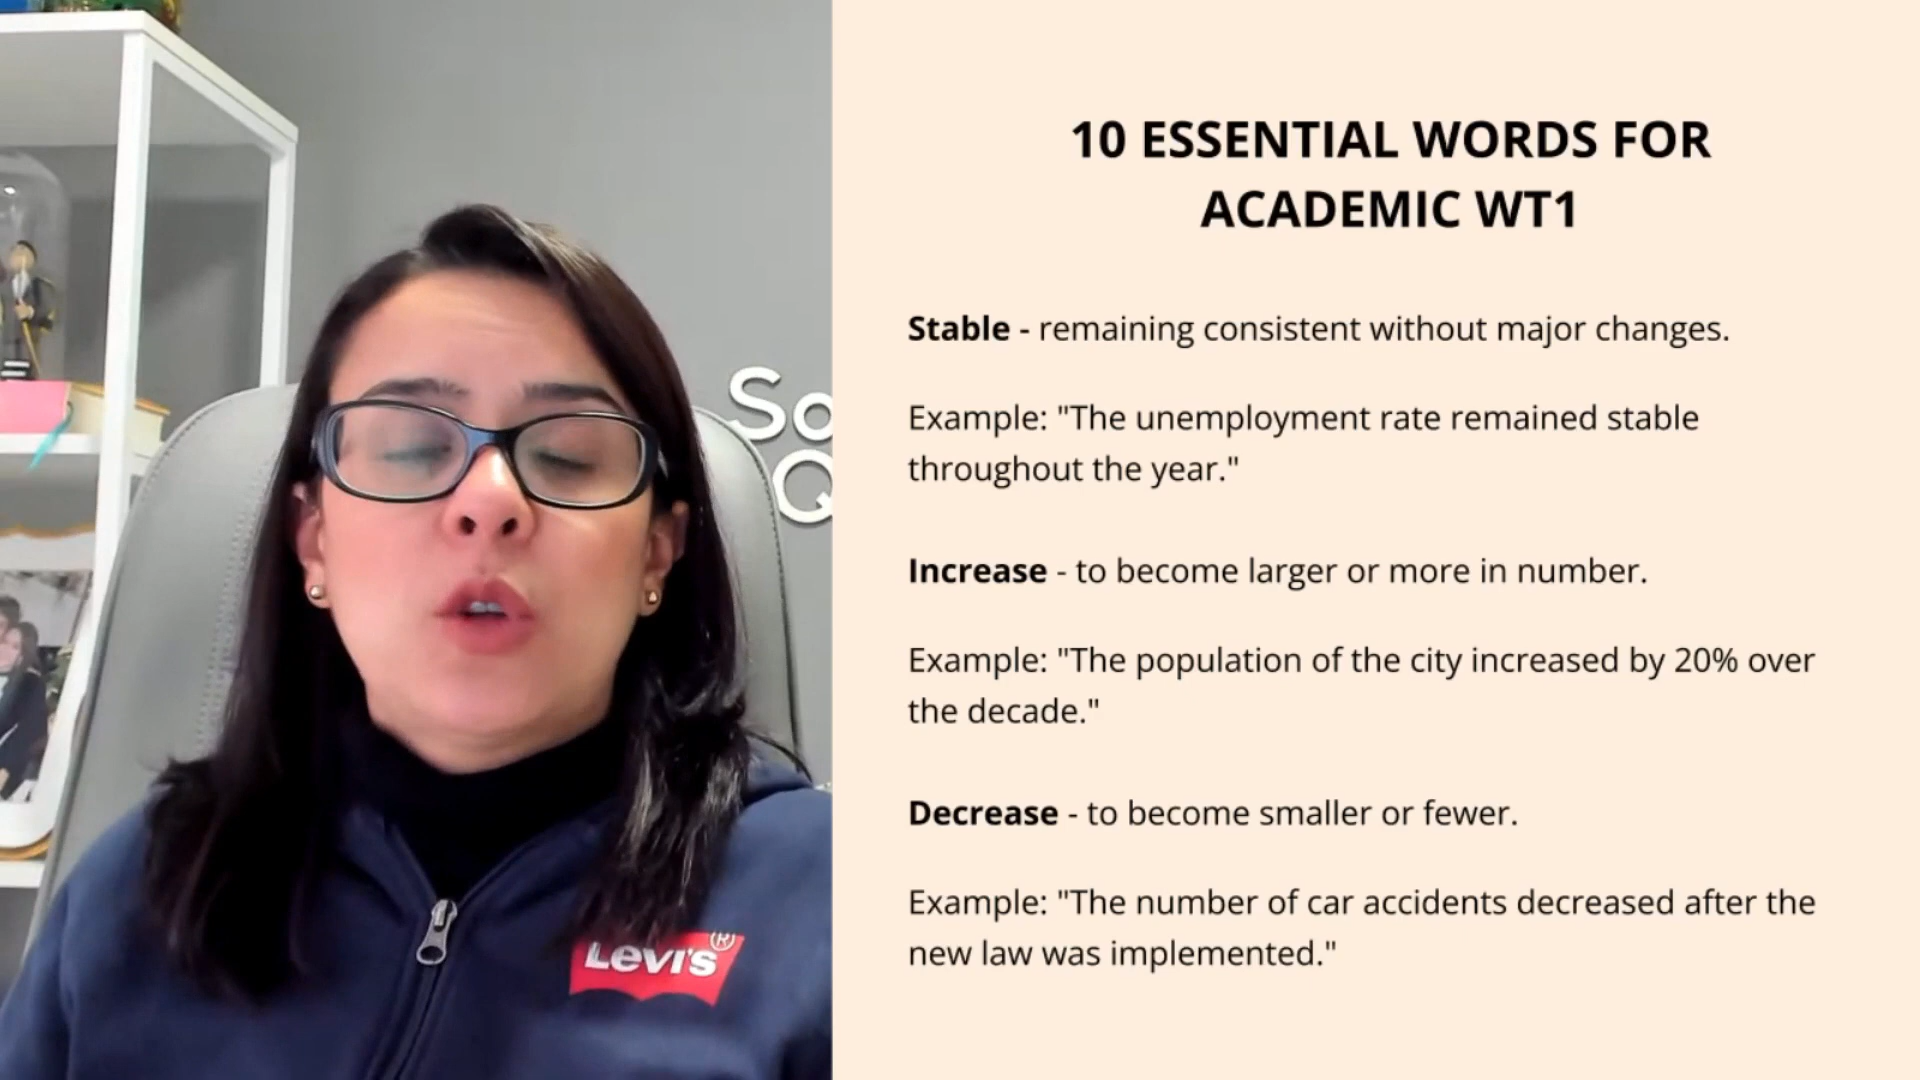 10 ESSENTIAL WORDS FOR
ACADEMIC WT1
Stable - remaining consistent without major changes.
Example: "The unemployment rate remained stable
throughout the year."
Increase - to become larger or more in number.
Example: "The population of the city increased by 20% over
the decade."
Decrease - to become smaller or fewer.
Example: "The number of car accidents decreased after the
new law was implemented."
So
Q
Levi's®